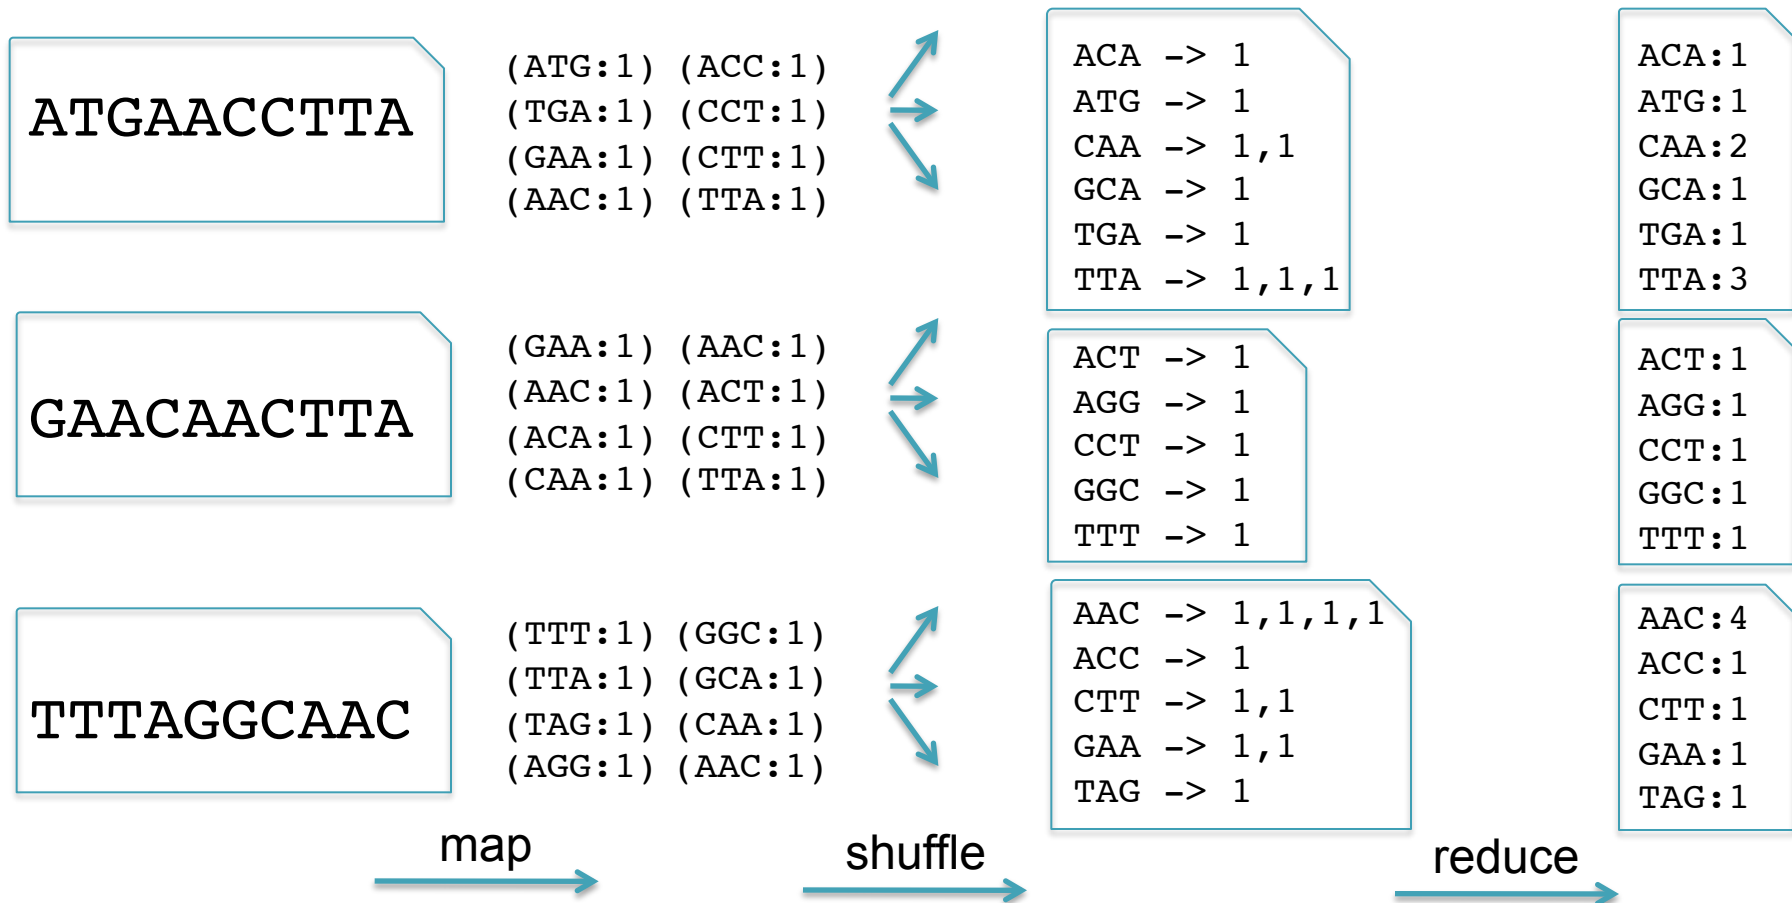 ATGAACCTTA
(ATG:1) (ACC:1)
(TGA:1) (CCT:1)
(GAA:1) (CTT:1)
(AAC:1) (TTA:1)
ACA -> 1
ATG -> 1
CAA -> 1,1
GCA -> 1
TGA -> 1
TTA -> 1,1,1
ACA:1
ATG:1
CAA:2
GCA:1
TGA:1
TTA:3
GAACAACTTA
(GAA:1) (AAC:1)
(AAC:1) (ACT:1)
(ACA:1) (CTT:1)
(CAA:1) (TTA:1)
ACT -> 1
AGG -> 1
CCT -> 1
GGC -> 1
TTT -> 1
ACT:1
AGG:1
CCT:1
GGC:1
TTT:1
TTTAGGCAAC
(TTT:1) (GGC:1)
(TTA:1) (GCA:1)
(TAG:1) (CAA:1)
(AGG:1) (AAC:1)
AAC -> 1,1,1,1
ACC -> 1
CTT -> 1,1
GAA -> 1,1
TAG -> 1
AAC:4
ACC:1
CTT:1
GAA:1
TAG:1
map
shuffle
reduce